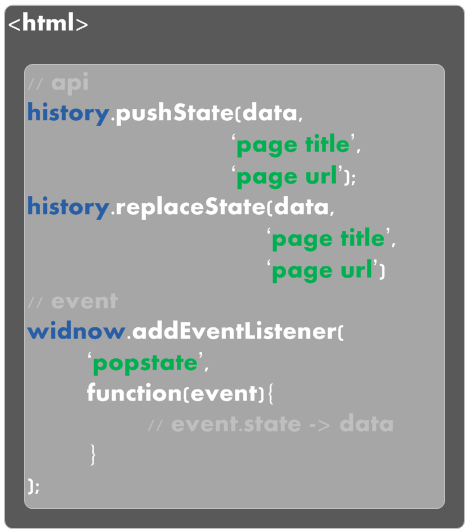 <html>
// api
history.pushState(data,
‘page title’,
‘page url’);
history.replaceState(data,
‘page title’,
‘page url’)
// event
widnow.addEventListener(
‘popstate’,
function(event){
// event.state -> data
}
);